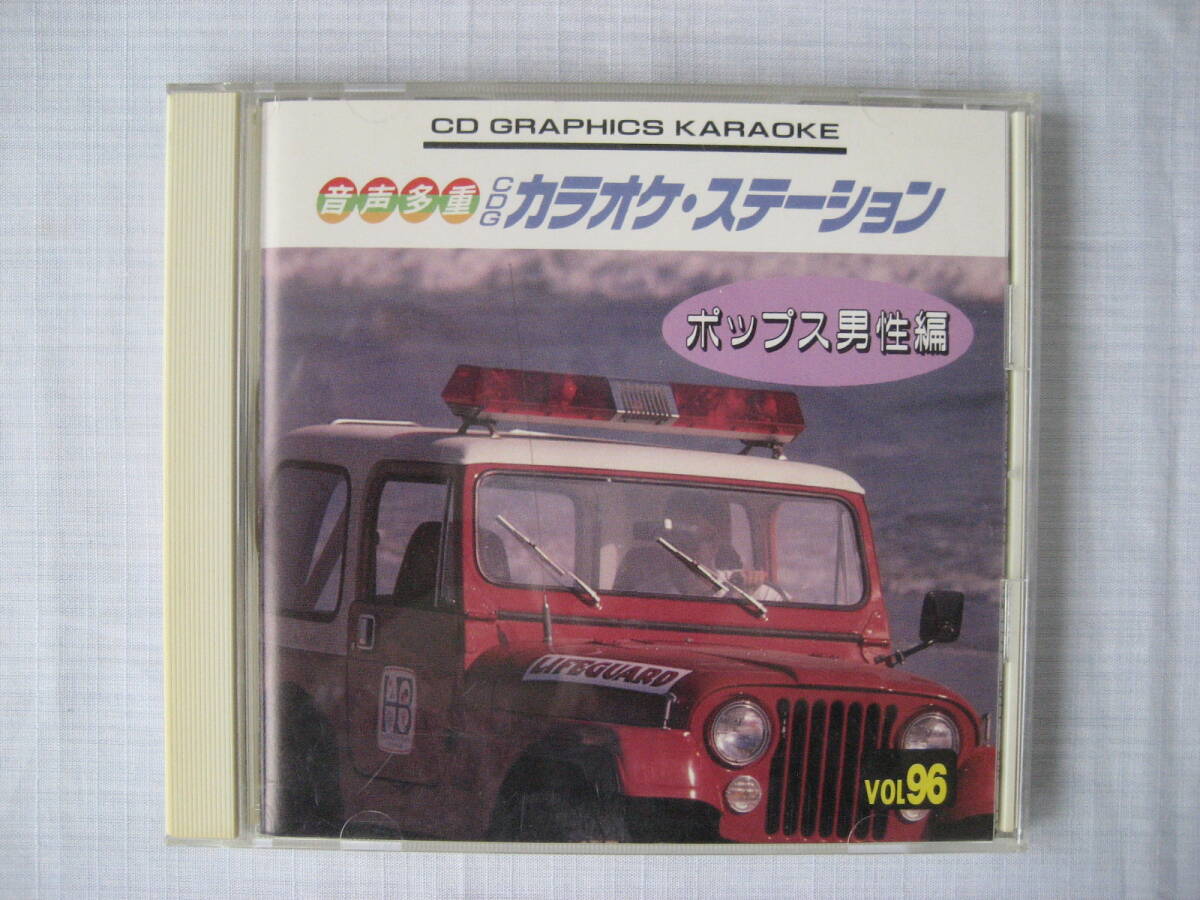 CD GRAPHICS KARAOKE
音声多重 CDG カラオケ・ステーション
ポップス男性編
LIFEGUARD
HB
VOL96